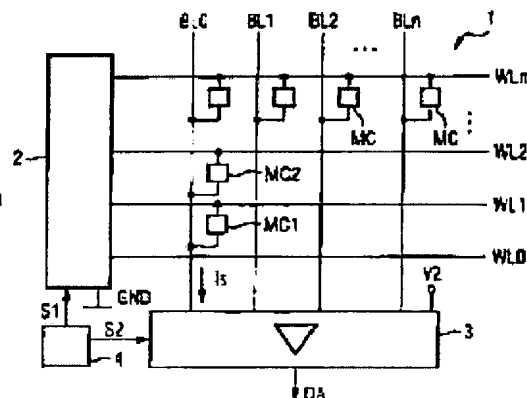 BL0 BL1 BL2 ... BLn
1
WLm
MC MC
2
WL2
MC2
WL1
MC1
WL0
Is
V2
GND
S1
3
S2
4
DA